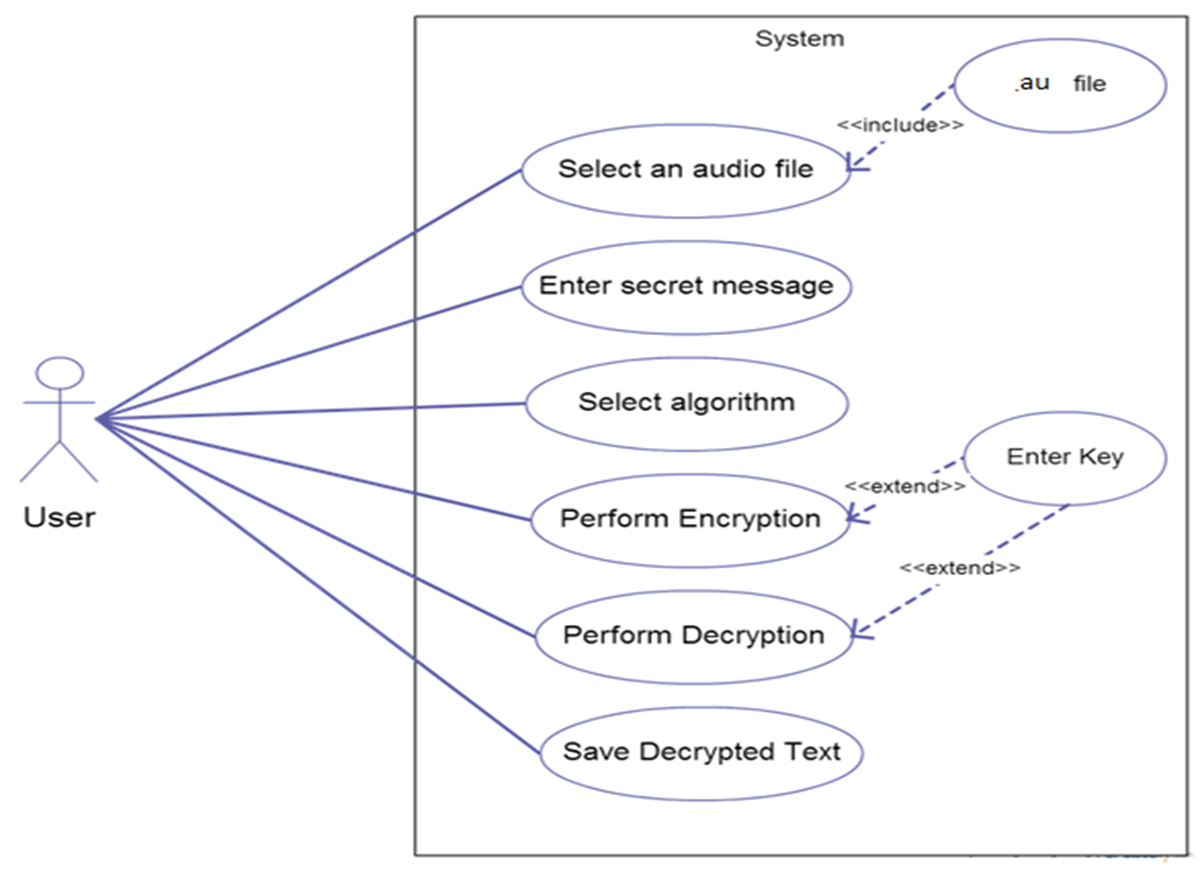 System
.au file
<<include>>
Select an audio file
Enter secret message
Select algorithm
Enter Key
<<extend>>
Perform Encryption
User
<<extend>>
Perform Decryption
Save Decrypted Text